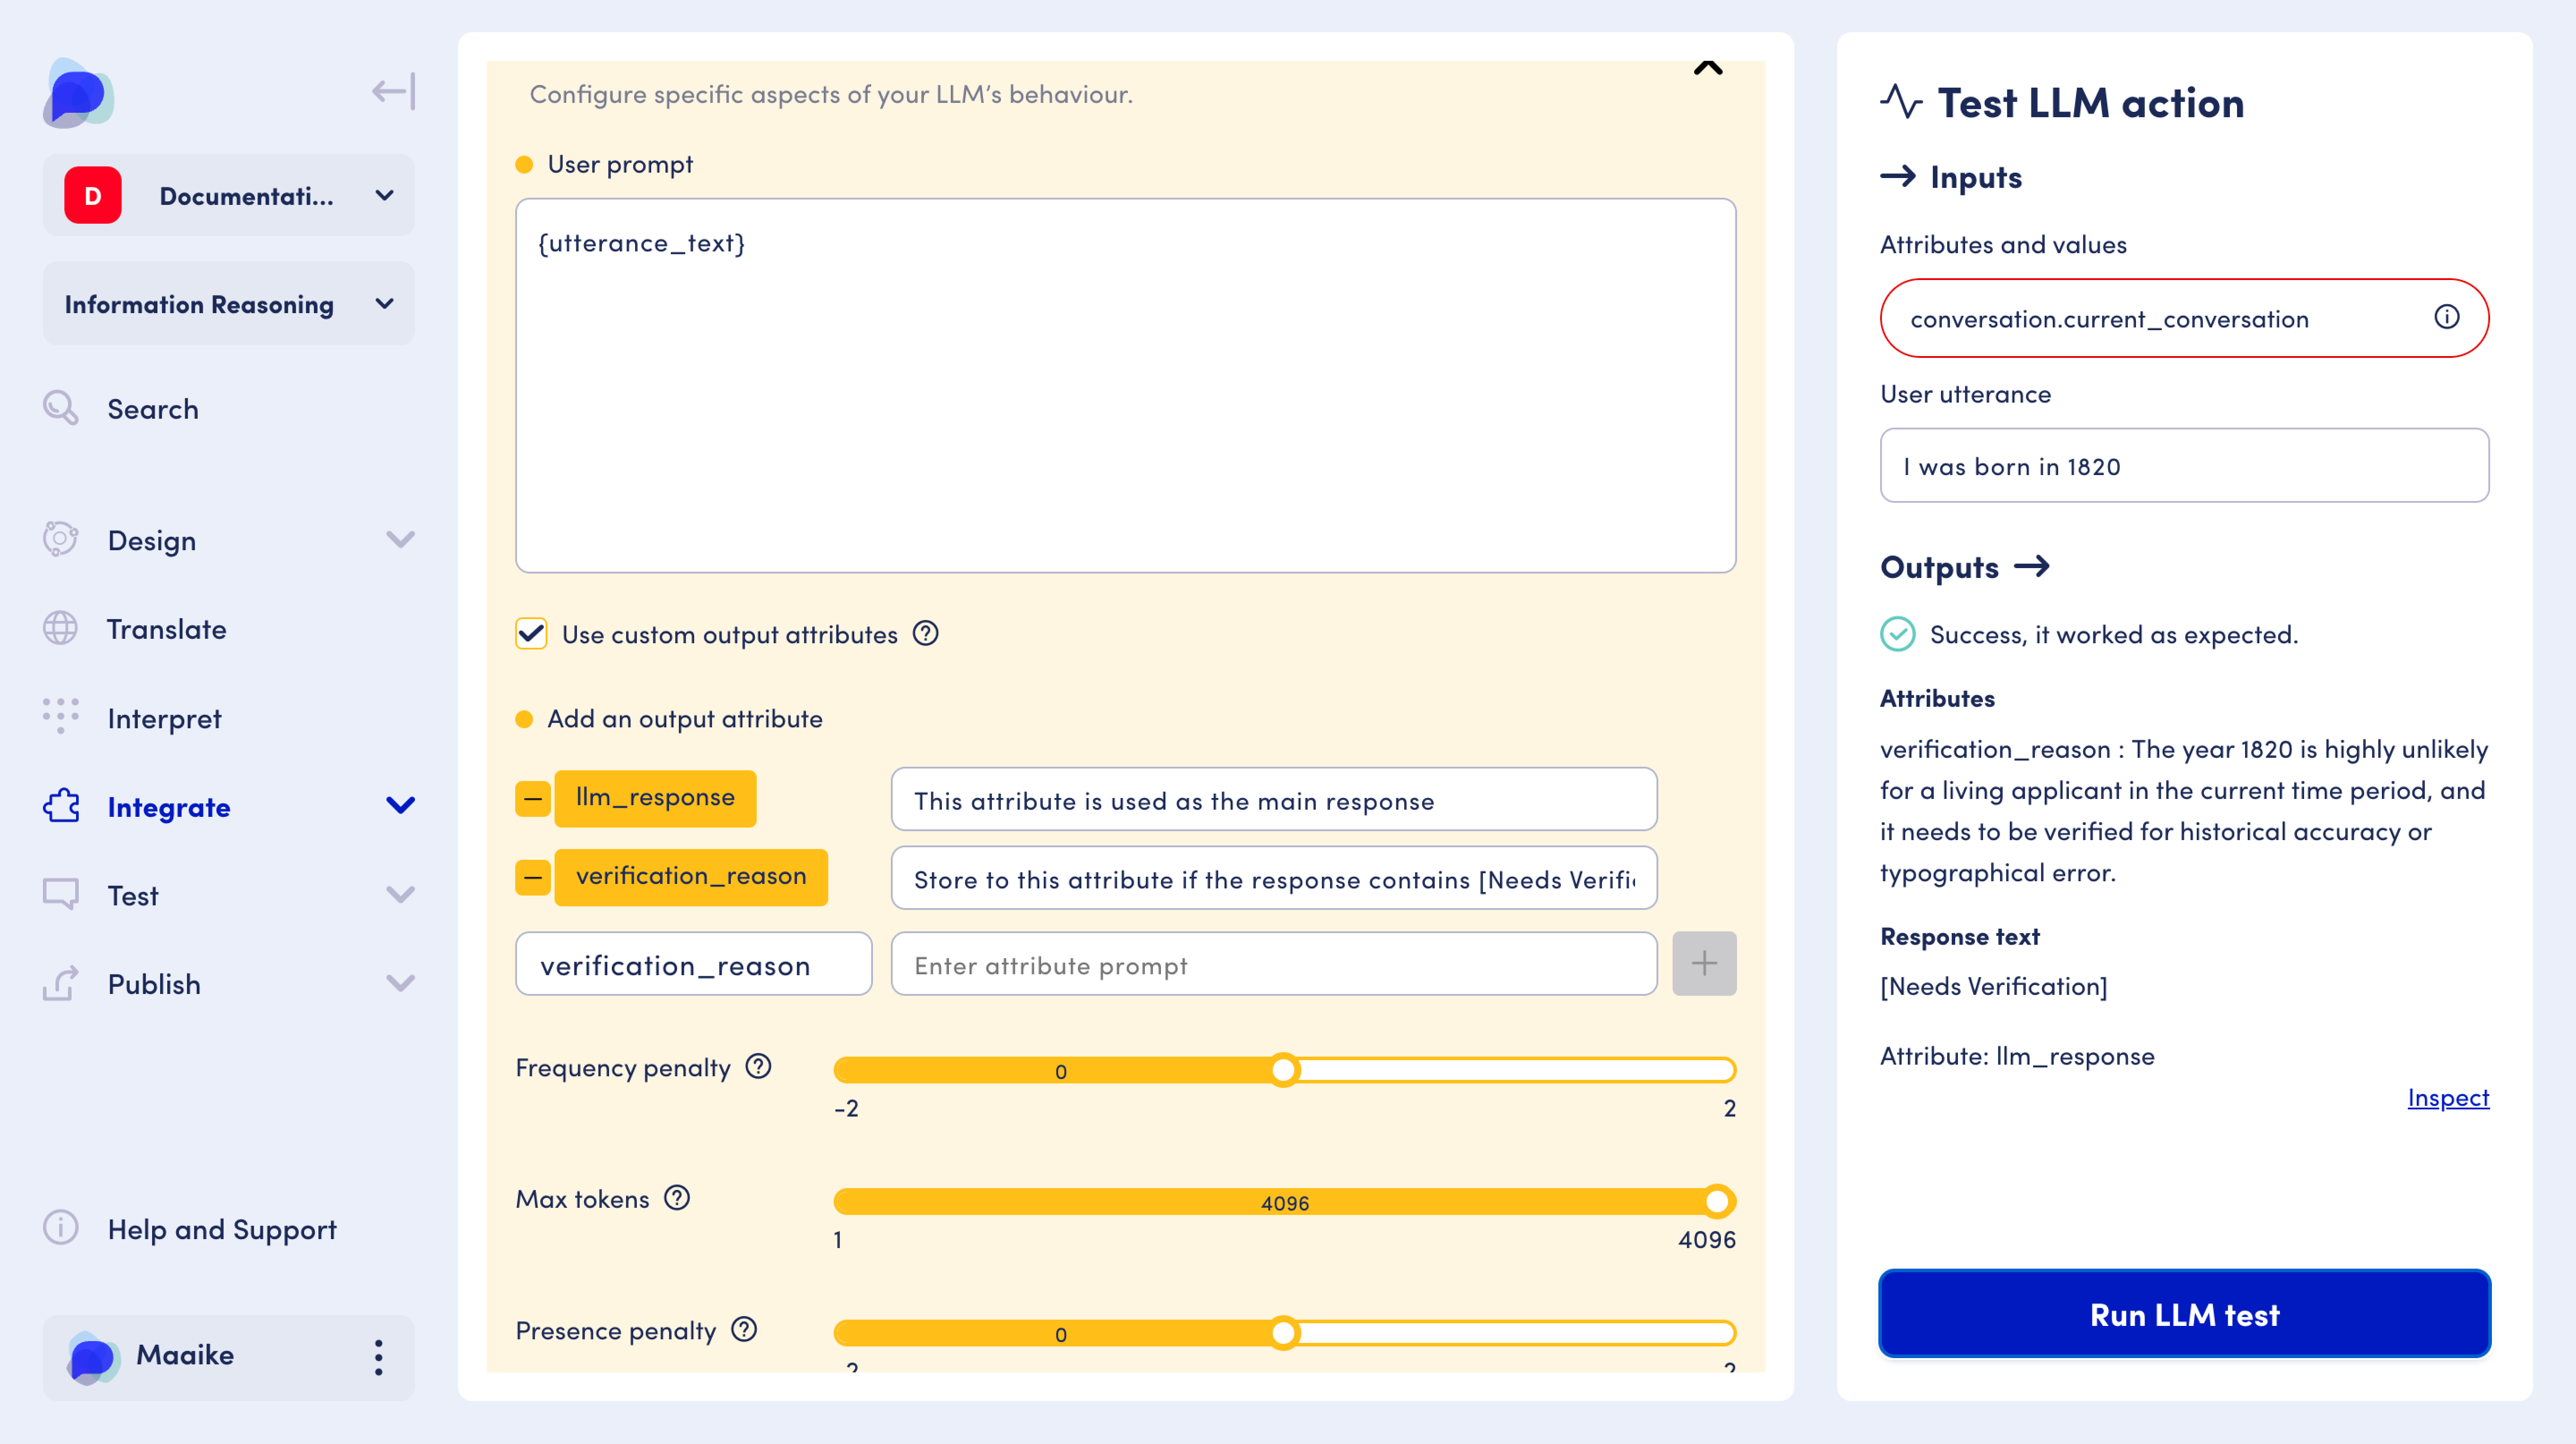 D
Documentati...
Information Reasoning
Search
Design
Translate
Interpret
Integrate
Test
Publish
Help and Support
Maaike
Configure specific aspects of your LLM's behaviour.
User prompt
{utterance_text}
Use custom output attributes
Add an output attribute
llm_response
This attribute is used as the main response
verification_reason
Store to this attribute if the response contains [Needs
verification_reason
Enter attribute prompt
Frequency penalty
0
-2
2
Max tokens
4096
1
4096
Presence penalty
0
Test LLM action
Inputs
Attributes and values
conversation.current_conversation
User utterance
I was born in 1820
Outputs
Success, it worked as expected.
Attributes
verification_reason : The year 1820 is highly unlikely
for a living applicant in the current time period, and
it needs to be verified for historical accuracy or
typographical error.
Response text
[Needs Verification]
Attribute: llm_response
Inspect
Run LLM test